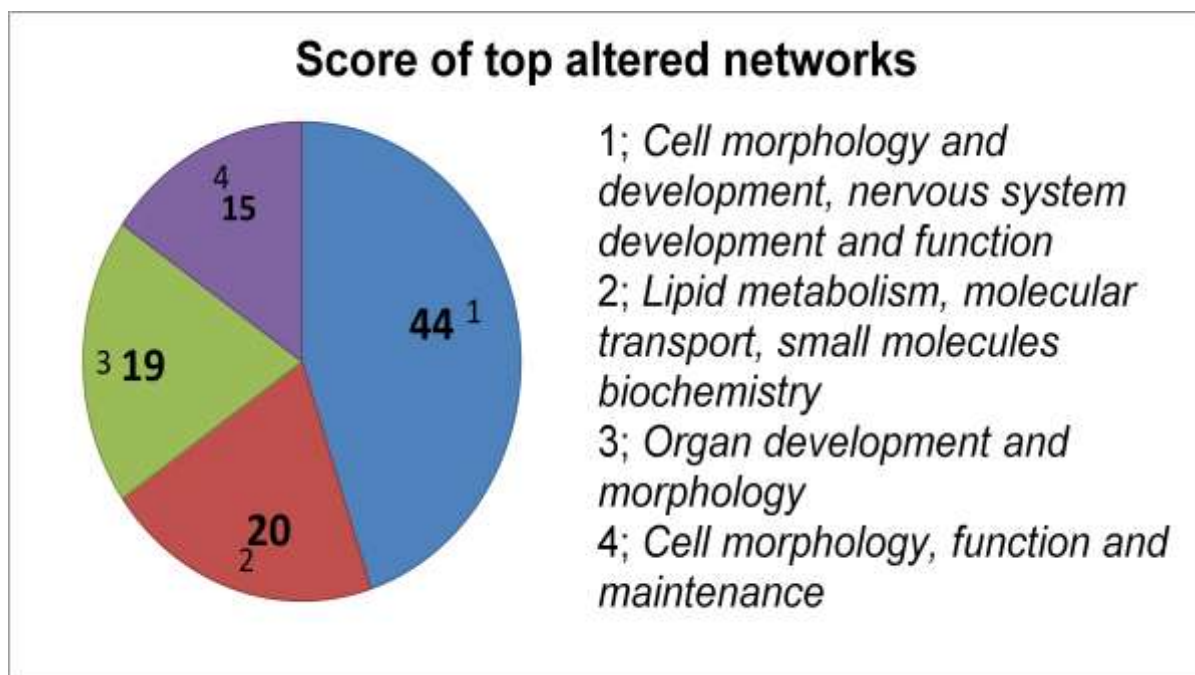 Score of top altered networks
4
15
44 1
3 19
20
2
1; Cell morphology and
development, nervous system
development and function
2; Lipid metabolism, molecular
transport, small molecules
biochemistry
3; Organ development and
morphology
4; Cell morphology, function and
maintenance